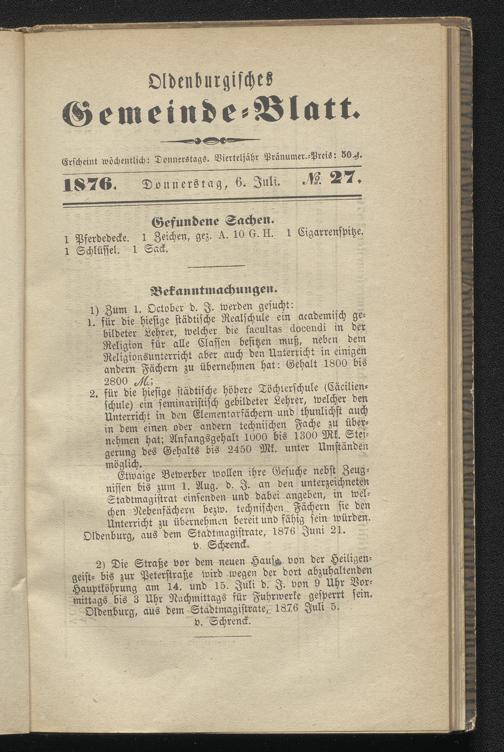 Oldenburgisches
Gemeinde-Blatt.
Erscheint wöchentlich: Donnerstags. Vierteljähr. Pränumer.-Preis: 50 ₰.
1876. Donnerstag, 6. Juli. № 27.
Gefundene Sachen.
1 Pferdedecke. 1 Zeichen, gez. A. 10 G. H. 1 Cigarrenspitze.
1 Schlüssel. 1 Sack.
Bekanntmachungen.
1) Zum 1. October d. J. werden gesucht:
1. für die hiesige städtische Realschule ein academisch ge-
bildeter Lehrer, welcher die facultas docendi in der
Religion für alle Classen besitzen muß, neben dem
Religionsunterricht aber auch den Unterricht in einigen
andern Fächern zu übernehmen hat: Gehalt 1800 bis
2800 ℳ;
2. für die hiesige städtische höhere Töchterschule (Cäcilien-
schule) ein seminaristisch gebildeter Lehrer, welcher den
Unterricht in den Elementarfächern und thunlichst auch
in dem einen oder andern technischen Fache zu über-
nehmen hat; Anfangsgehalt 1000 bis 1300 Mk. Stei-
gerung des Gehalts bis 2450 Mk. unter Umständen
möglich.
Etwaige Bewerber wollen ihre Gesuche nebst Zeug-
nissen bis zum 1. Aug. d. J. an den unterzeichneten
Stadtmagistrat einsenden und dabei angeben, in wel-
chen Nebenfächern bezw. technischen Fächern sie den
Unterricht zu übernehmen bereit und fähig sein würden.
Oldenburg, aus dem Stadtmagistrate, 1876 Juni 21.
v. Schrenck.
2) Die Straße vor dem neuen Hause von der Heiligen-
geist- bis zur Peterstraße wird wegen der dort abzuhaltenden
Hauptköhrung am 14. und 15. Juli d. J. von 9 Uhr Vor-
mittags bis 3 Uhr Nachmittags für Fuhrwerke gesperrt sein.
Oldenburg, aus dem Stadtmagistrate, 1876 Juli 5.
v. Schrenck.